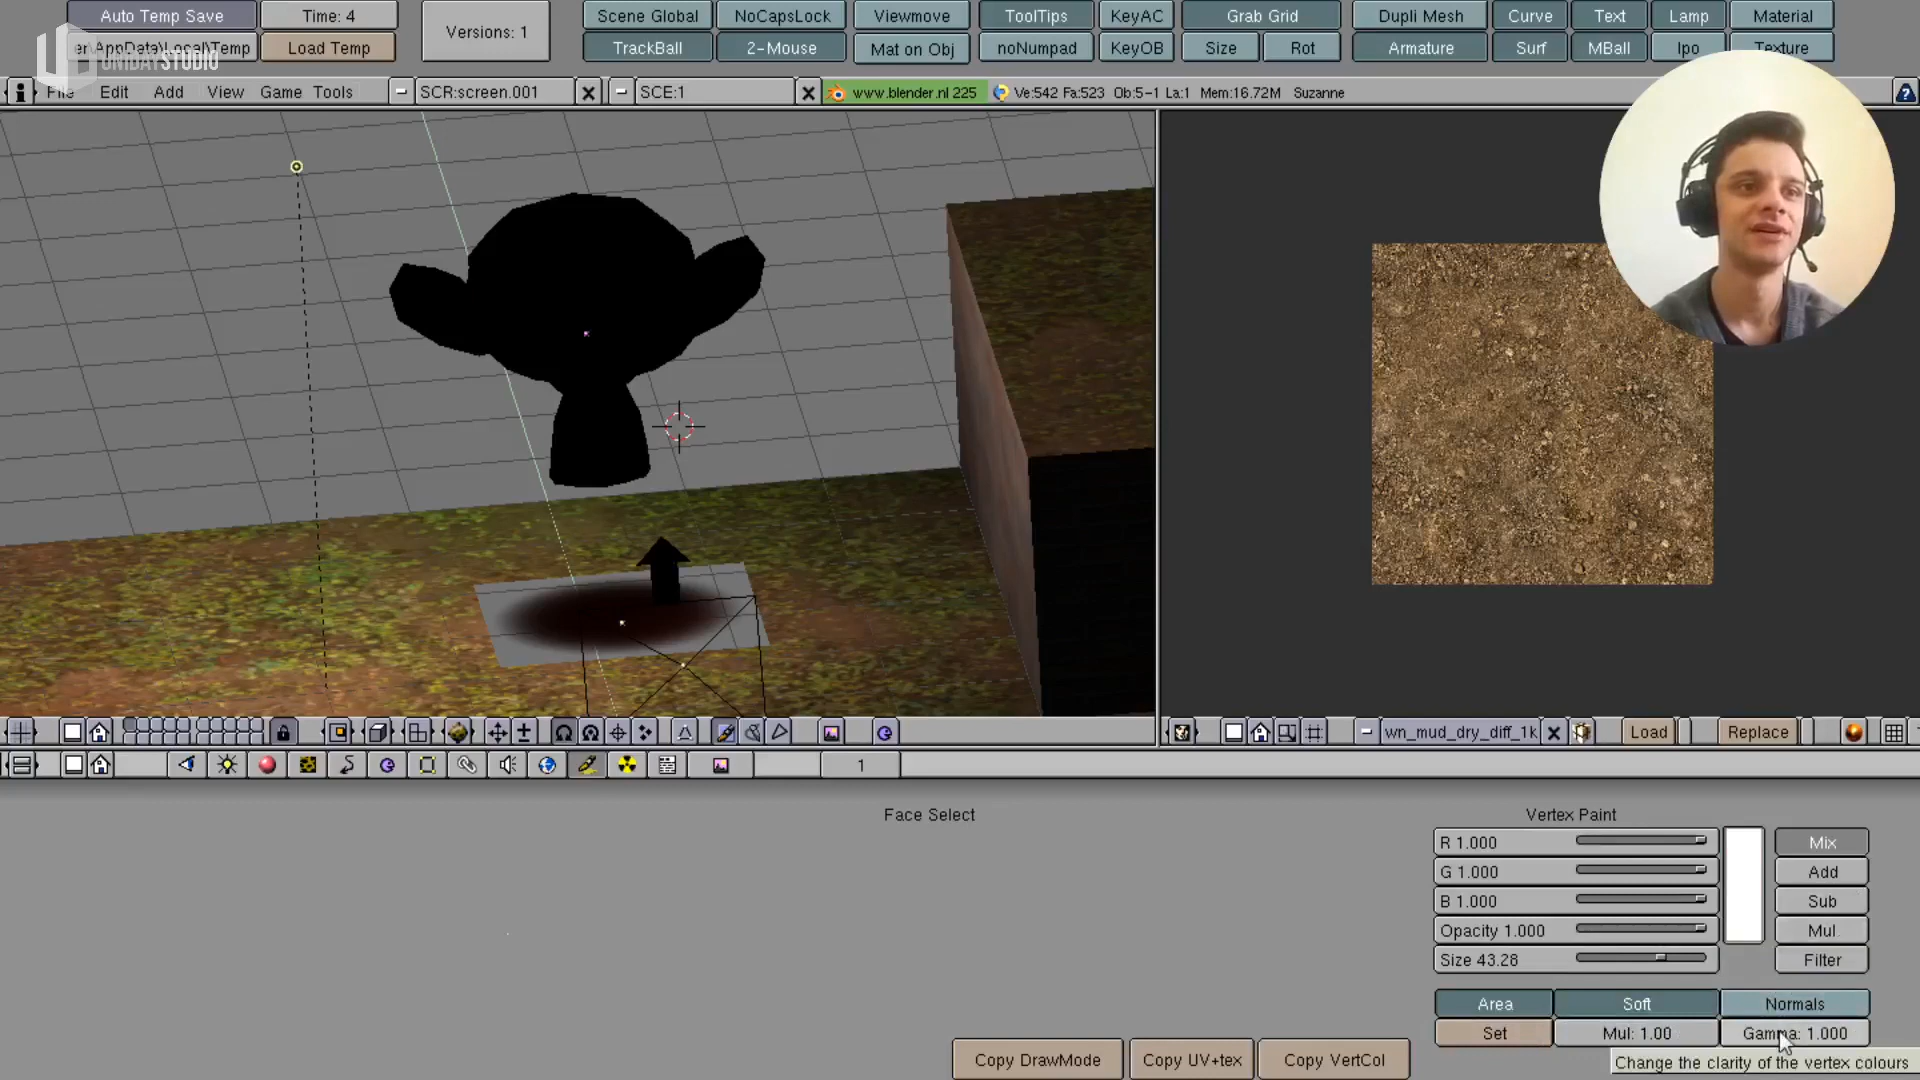 Auto Temp Save Time: 4 Versions: 1 Scene Global NoCapsLock Viewmove ToolTips KeyAC Grab Grid Dupli Mesh Curve Text Lamp Material
er\AppData\Local\Temp Load Temp TrackBall 2-Mouse Mat on Obj noNumpad KeyOB Size Rot Armature Surf MBall Ipo Texture
UNIDAYSTUDIO
File Edit Add View Game Tools SCR:screen.001 SCE:1 www.blender.nl 225 Ve:542 Fa:523 Ob:5-1 La:1 Mem:16.72M Suzanne
wn_mud_dry_diff_1k Load Replace
1
Face Select
Vertex Paint
R 1.000 Mix
G 1.000 Add
B 1.000 Sub
Opacity 1.000 Mul
Size 43.28 Filter
Area Soft Normals
Set Mul: 1.00 Gamma: 1.000
Copy DrawMode Copy UV+tex Copy VertCol
Change the clarity of the vertex colours